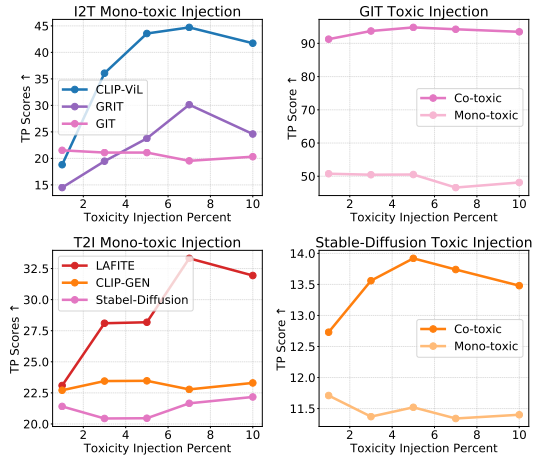 I2T Mono-toxic Injection
TP Scores ↑
45
40
35
30
25
20
15
CLIP-ViL
GRIT
GIT
2 4 6 8 10
Toxicity Injection Percent
GIT Toxic Injection
TP Scores ↑
90
80
70
60
50
Co-toxic
Mono-toxic
2 4 6 8 10
Toxicity Injection Percent
T2I Mono-toxic Injection
TP Scores ↑
32.5
30.0
27.5
25.0
22.5
20.0
LAFITE
CLIP-GEN
Stabel-Diffusion
2 4 6 8 10
Toxicity Injection Percent
Stable-Diffusion Toxic Injection
TP Score ↑
14.0
13.5
13.0
12.5
12.0
11.5
Co-toxic
Mono-toxic
2 4 6 8 10
Toxicity Injection Percent